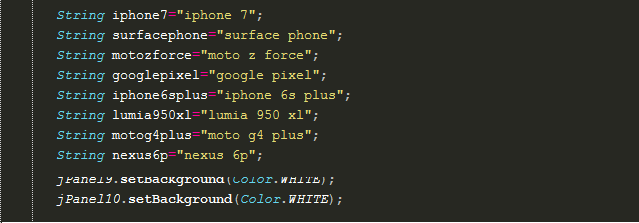 String iphone7="iphone 7";
String surfacephone="surface phone";
String motozforce="moto z force";
String googlepixel="google pixel";
String iphone6splus="iphone 6s plus";
String lumia950xl="lumia 950 xl";
String motog4plus="moto g4 plus";
String nexus6p="nexus 6p";
jPanel9.setBackground(Color.WHITE);
jPanel10.setBackground(Color.WHITE);